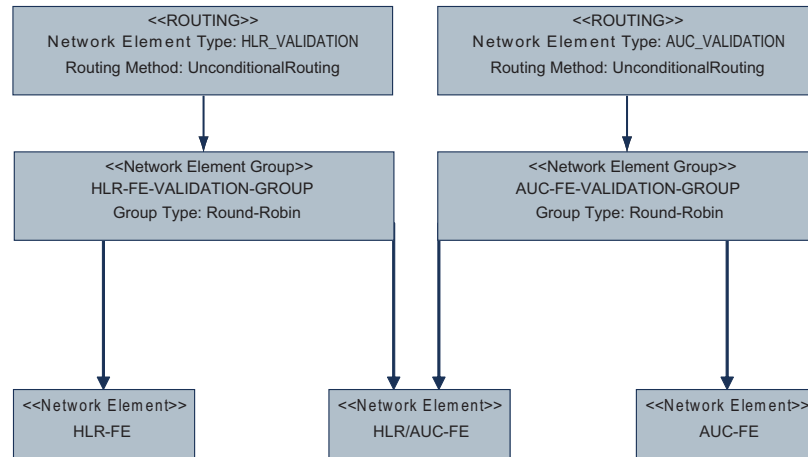 <<ROUTING>>
Network Element Type: HLR_VALIDATION
Routing Method: UnconditionalRouting
<<ROUTING>>
Network Element Type: AUC_VALIDATION
Routing Method: UnconditionalRouting
<<Network Element Group>>
HLR-FE-VALIDATION-GROUP
Group Type: Round-Robin
<<Network Element Group>>
AUC-FE-VALIDATION-GROUP
Group Type: Round-Robin
<<Network Element>>
HLR-FE
<<Network Element>>
HLR/AUC-FE
<<Network Element>>
AUC-FE